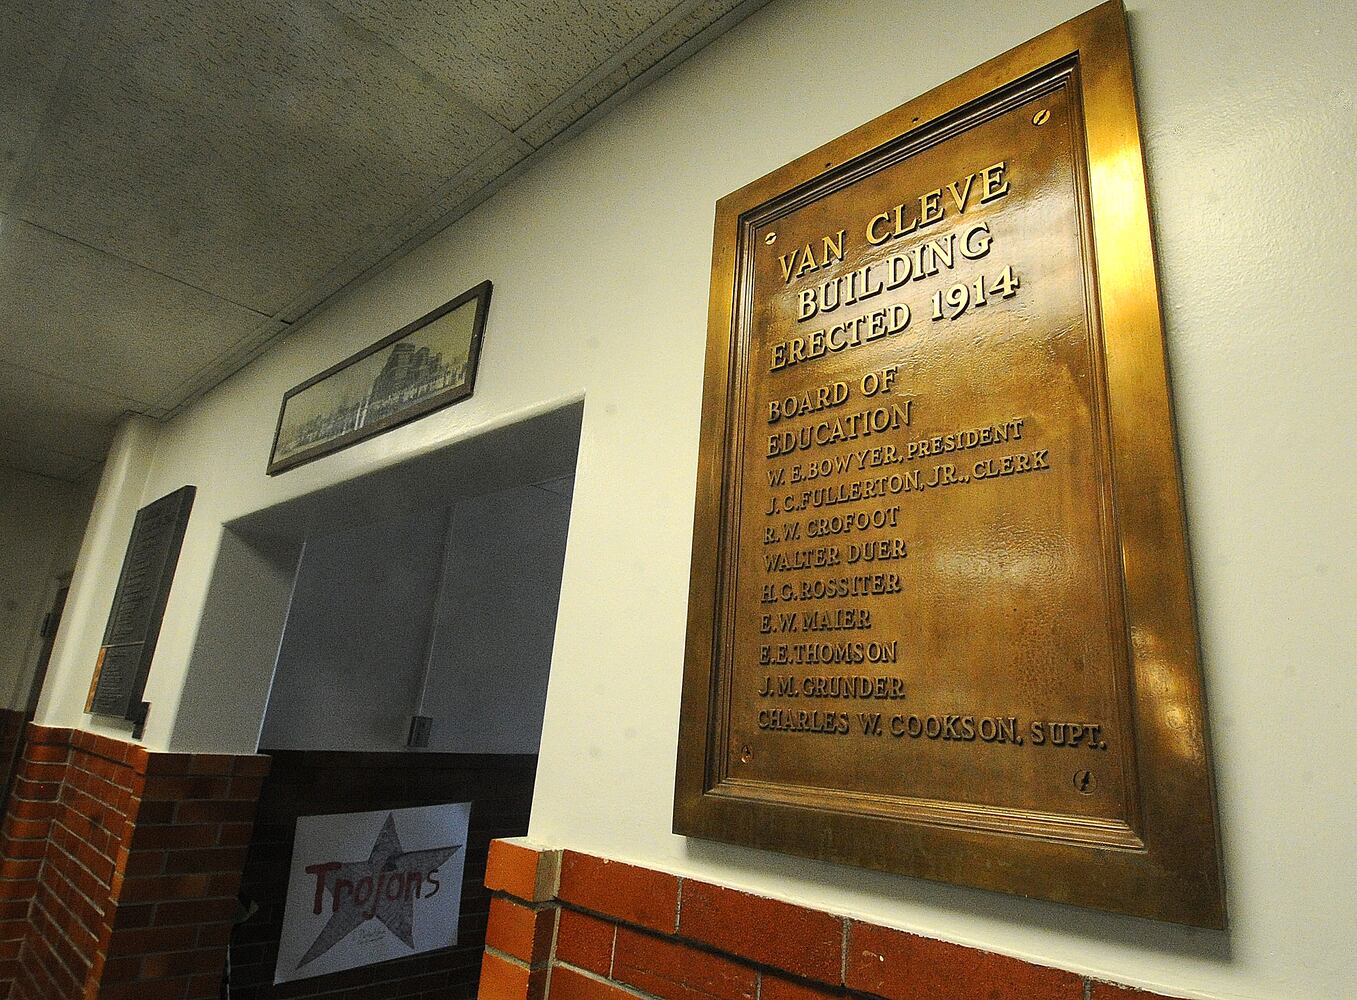 VAN CLEVE
BUILDING
ERECTED 1914
BOARD OF
EDUCATION
W. E. BOWYER, PRESIDENT
J. C. FULLERTON, JR., CLERK
R. W. CROFOOT
WALTER DUER
H. G. ROSSITER
E. W. MAIER
E. E. THOMSON
J. M. GRUNDER
CHARLES W. COOKSON, SUPT.
Trojans